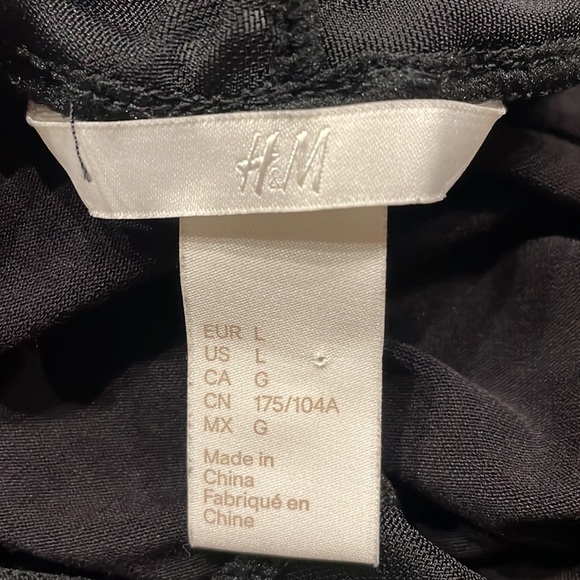 H&M
EUR L
US L
CA G
CN 175/104A
MX G
Made in
China
Fabriqué en
Chine